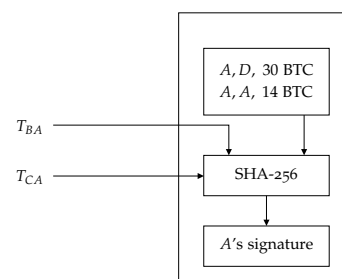 A, D, 30 BTC
A, A, 14 BTC
T_BA
T_CA
SHA-256
A's signature